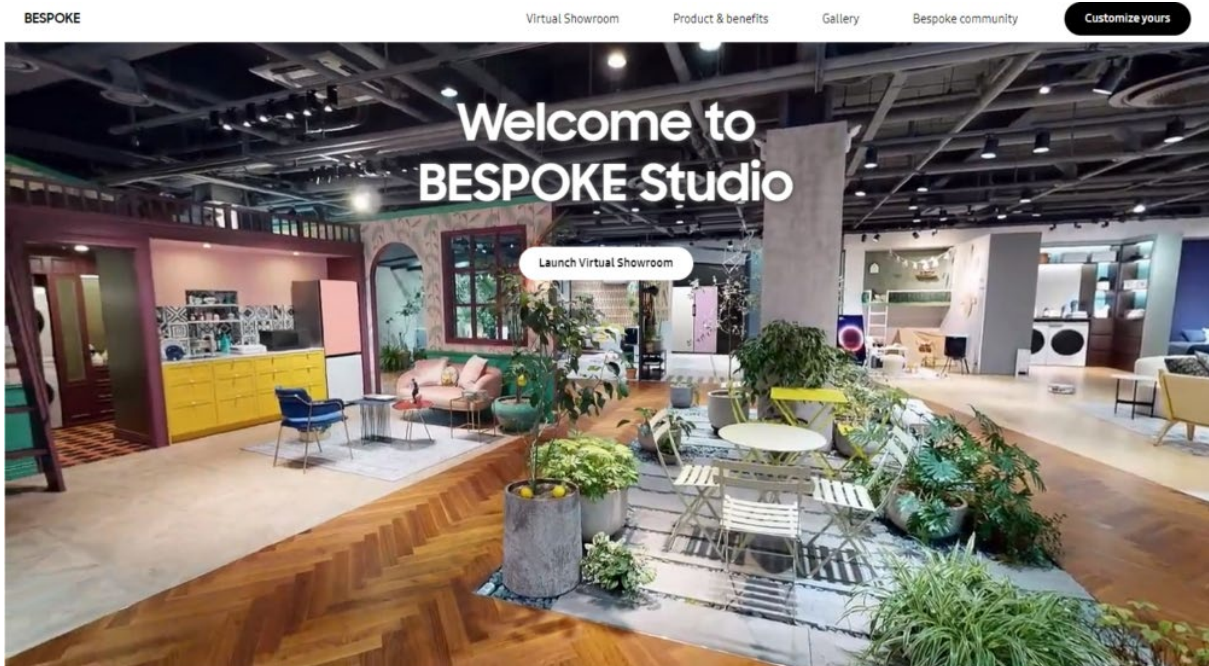 BESPOKE
Virtual Showroom
Product & benefits
Gallery
Bespoke community
Customize yours
Welcome to
BESPOKE Studio
Launch Virtual Showroom